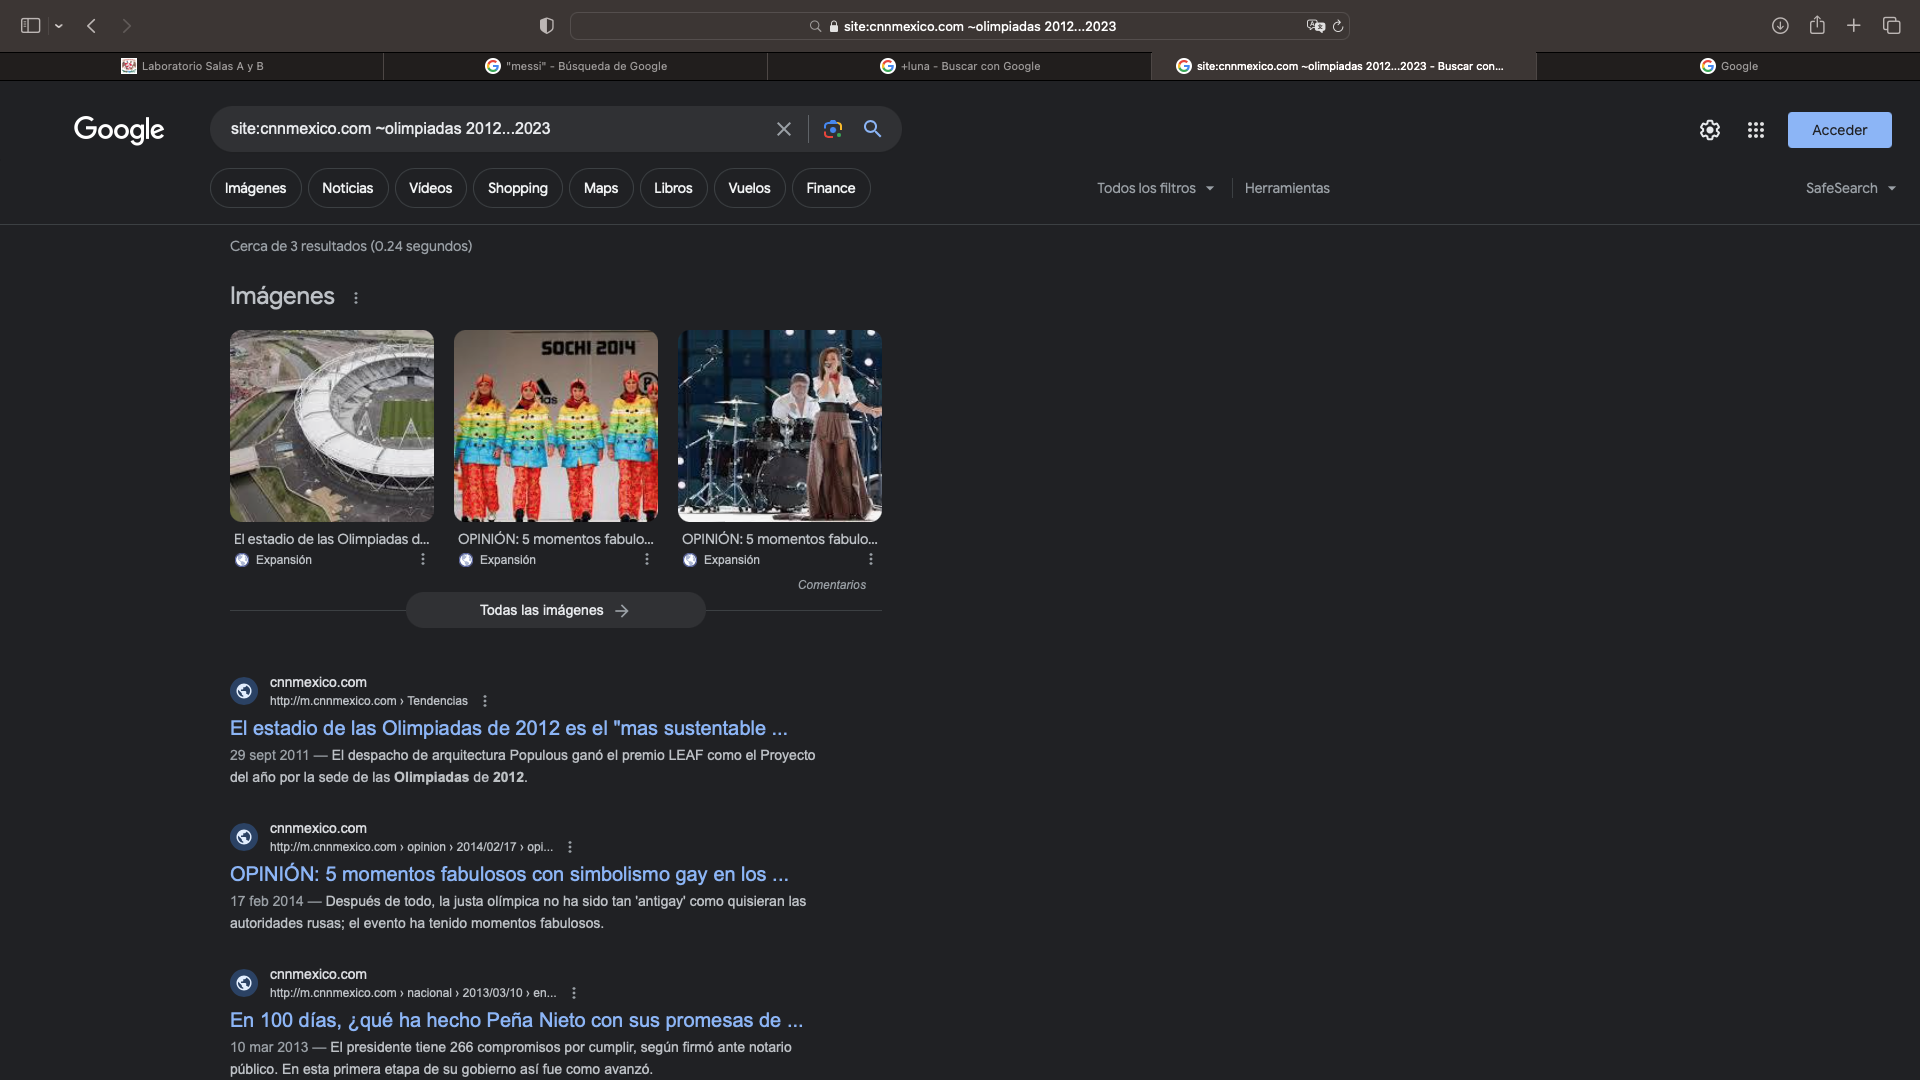 site:cnnmexico.com ~olimpiadas 2012...2023
Laboratorio Salas A y B
"messi" - Búsqueda de Google
+luna - Buscar con Google
site:cnnmexico.com ~olimpiadas 2012...2023 - Buscar con...
Google
Google
site:cnnmexico.com ~olimpiadas 2012...2023
Acceder
Imágenes
Noticias
Vídeos
Shopping
Maps
Libros
Vuelos
Finance
Todos los filtros
Herramientas
SafeSearch
Cerca de 3 resultados (0.24 segundos)
Imágenes
SOCHI 2014
El estadio de las Olimpiadas d...
Expansión
OPINIÓN: 5 momentos fabulo...
Expansión
OPINIÓN: 5 momentos fabulo...
Expansión
Comentarios
Todas las imágenes
cnnmexico.com
http://m.cnnmexico.com › Tendencias
El estadio de las Olimpiadas de 2012 es el "mas sustentable ...
29 sept 2011 — El despacho de arquitectura Populous ganó el premio LEAF como el Proyecto
del año por la sede de las Olimpiadas de 2012.
cnnmexico.com
http://m.cnnmexico.com › opinion › 2014/02/17 › opi...
OPINIÓN: 5 momentos fabulosos con simbolismo gay en los ...
17 feb 2014 — Después de todo, la justa olímpica no ha sido tan 'antigay' como quisieran las
autoridades rusas; el evento ha tenido momentos fabulosos.
cnnmexico.com
http://m.cnnmexico.com › nacional › 2013/03/10 › en...
En 100 días, ¿qué ha hecho Peña Nieto con sus promesas de ...
10 mar 2013 — El presidente tiene 266 compromisos por cumplir, según firmó ante notario
público. En esta primera etapa de su gobierno así fue como avanzó.